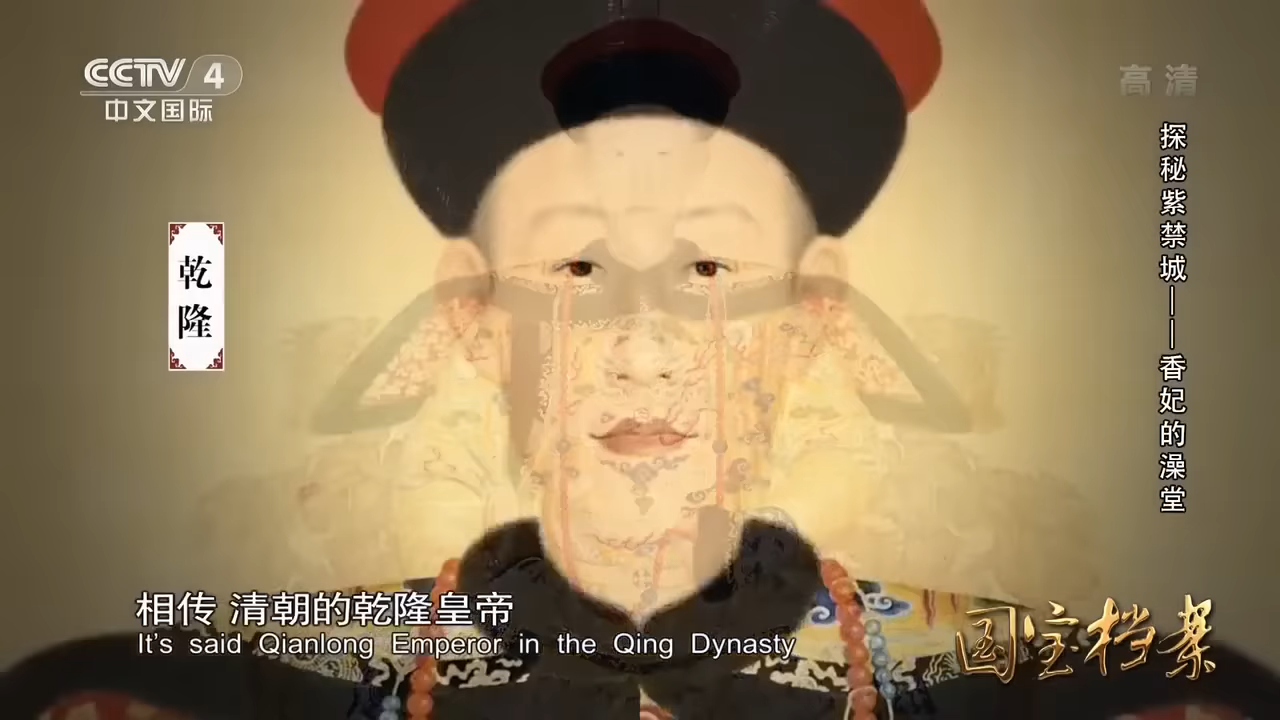 CCTV 4
中文国际
高清
探秘紫禁城——香妃的澡堂
乾隆
相传 清朝的乾隆皇帝
It's said Qianlong Emperor in the Qing Dynasty
国宝档案